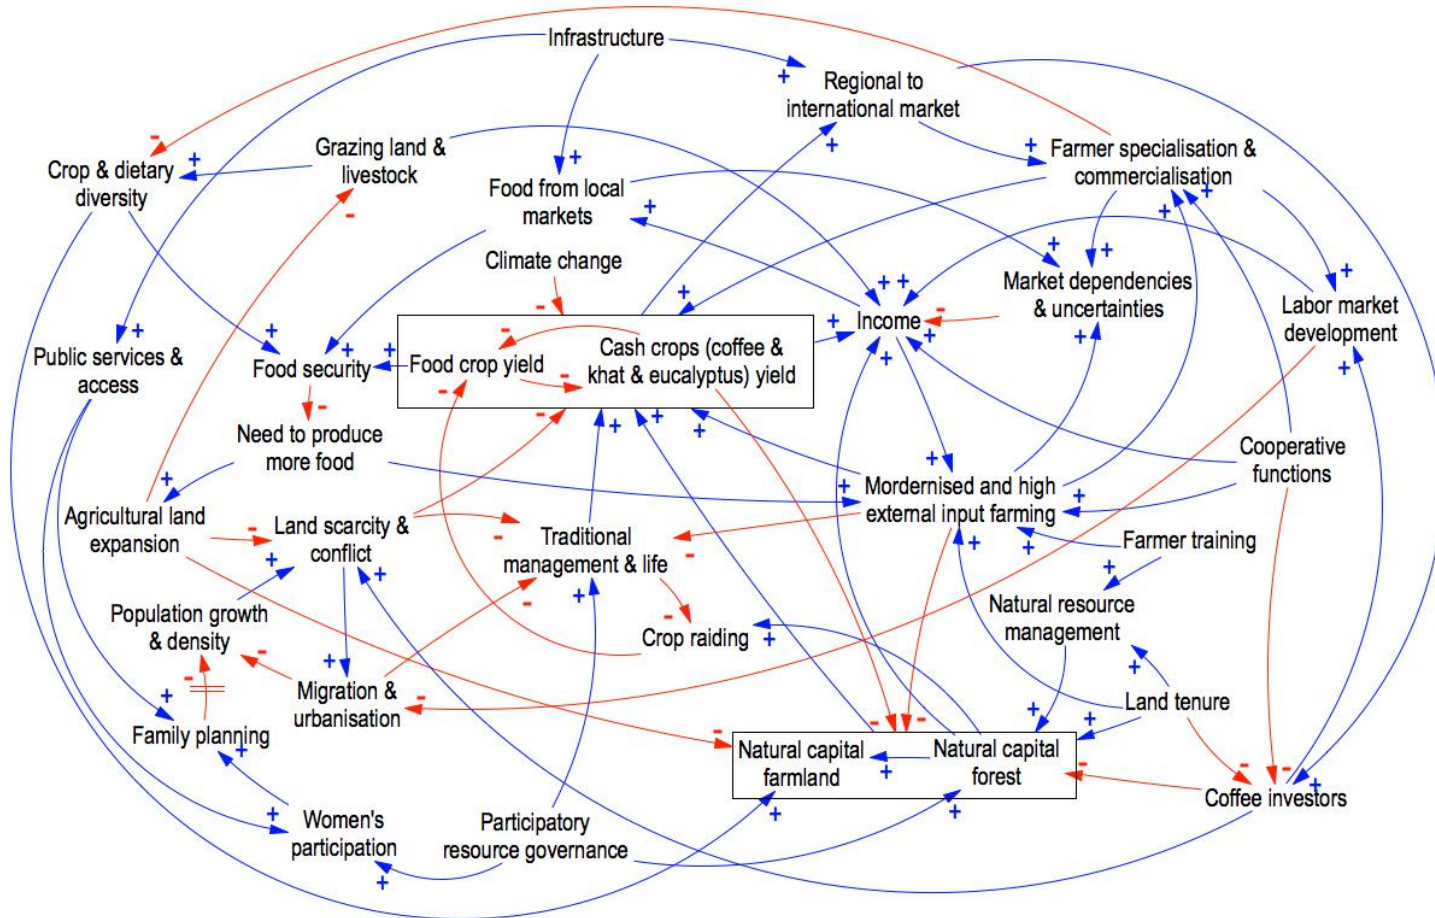 Infrastructure
Regional to
international market
Grazing land &
livestock
Farmer specialisation &
commercialisation
Crop & dietary
diversity
Food from local
markets
Climate change
Market dependencies
& uncertainties
Labor market
development
Income
Public services &
access
Food security
Food crop yield
Cash crops (coffee &
khat & eucalyptus) yield
Need to produce
more food
Cooperative
functions
Mordernised and high
external input farming
Agricultural land
expansion
Land scarcity &
conflict
Traditional
management & life
Farmer training
Natural resource
management
Population growth
& density
Crop raiding
Migration &
urbanisation
Land tenure
Family planning
Natural capital
farmland
Natural capital
forest
Coffee investors
Women's
participation
Participatory
resource governance